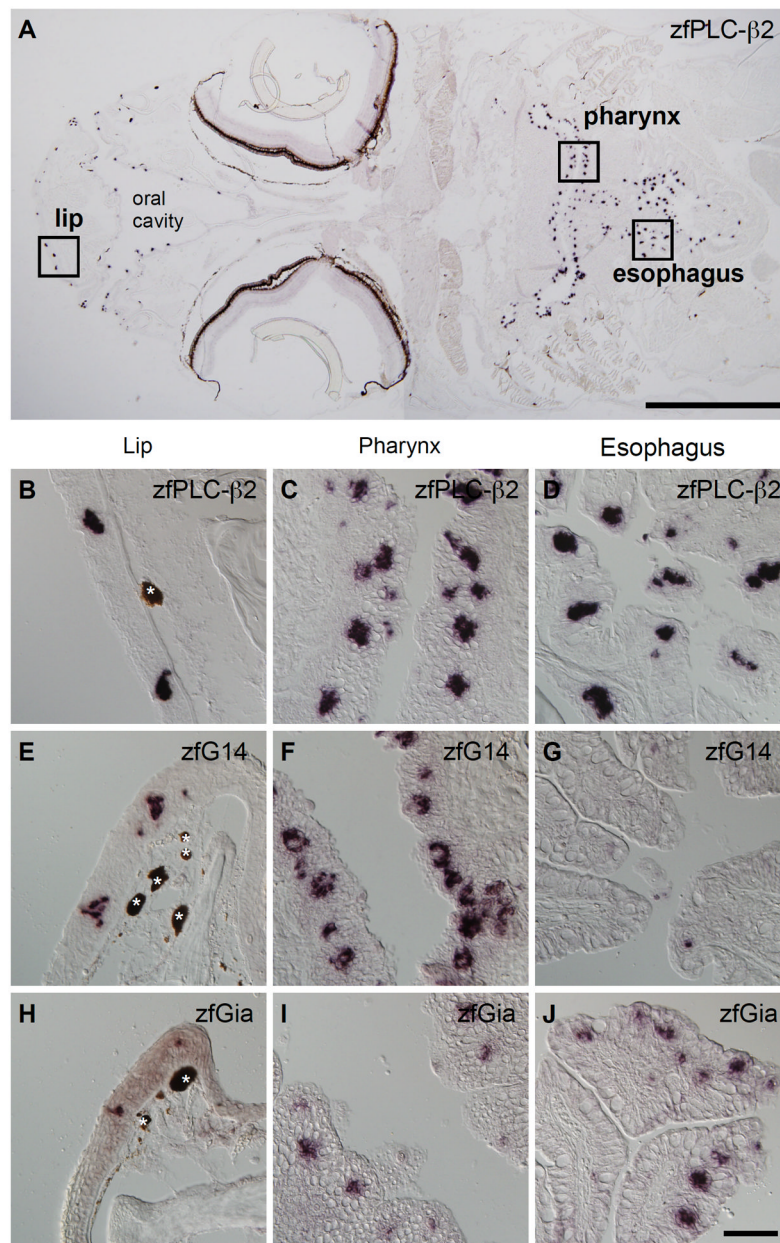 A
zfPLC-β2
pharynx
oral
cavity
lip
esophagus
Lip
Pharynx
Esophagus
B
zfPLC-β2
*
C
zfPLC-β2
D
zfPLC-β2
E
zfG14
*
*
*
*
*
F
zfG14
G
zfG14
H
zfGia
*
*
I
zfGia
J
zfGia